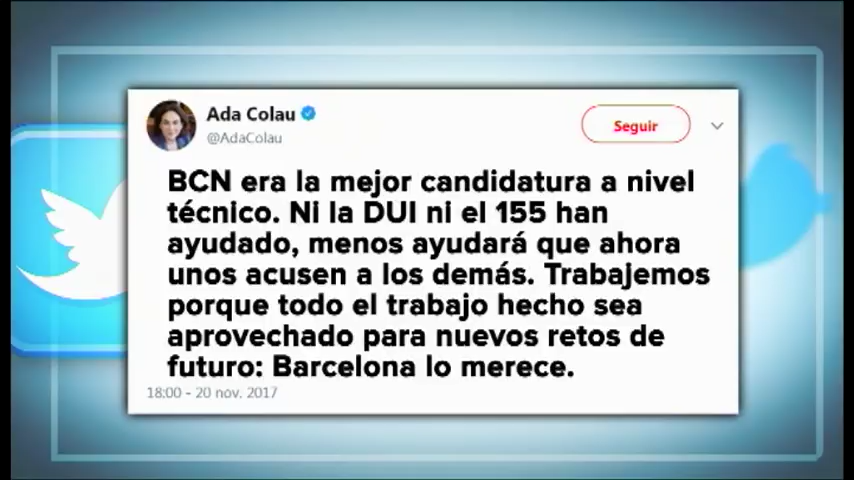 Ada Colau
@AdaColau
Seguir
BCN era la mejor candidatura a nivel
técnico. Ni la DUI ni el 155 han
ayudado, menos ayudará que ahora
unos acusen a los demás. Trabajemos
porque todo el trabajo hecho sea
aprovechado para nuevos retos de
futuro: Barcelona lo merece.
18:00 - 20 nov. 2017